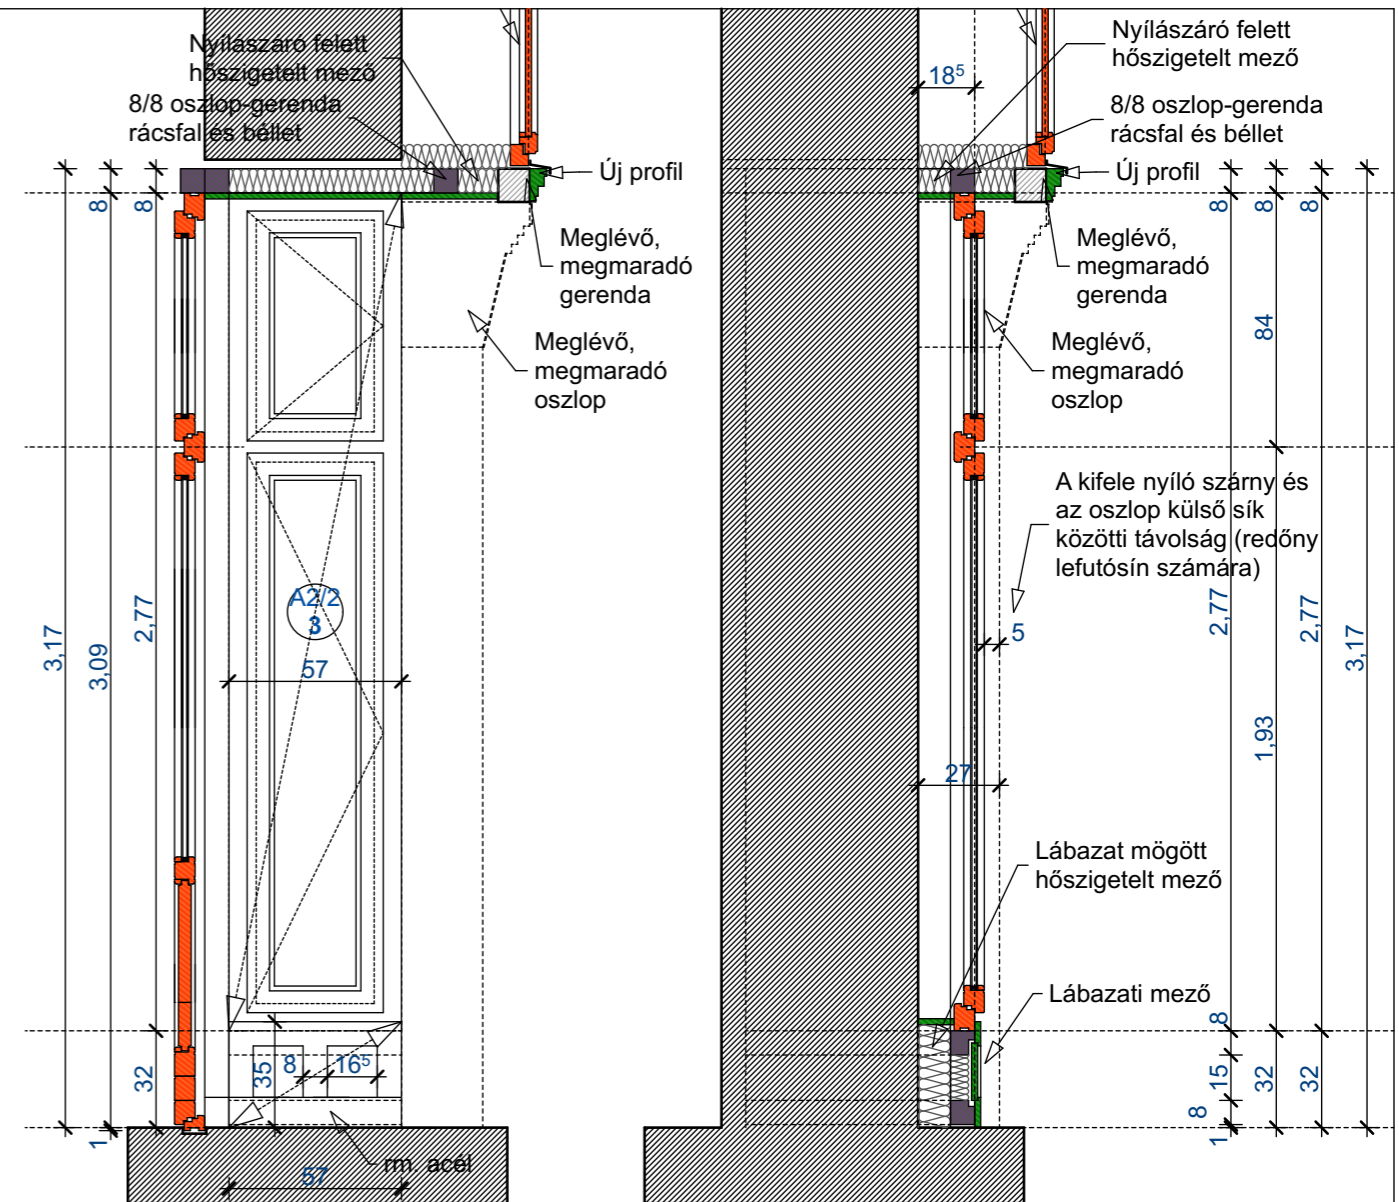 Nyílászáró felett
hőszigetelt mező
8/8 oszlop-gerenda
rácsfal és béllet
Új profil
Meglévő,
megmaradó
gerenda
Meglévő,
megmaradó
oszlop
8
8
3,17
3,09
2,77
A2/2
3
57
32
1
35
8
16⁵
rm. acél
57
Nyílászáró felett
hőszigetelt mező
18⁵
8/8 oszlop-gerenda
rácsfal és béllet
Új profil
8
8
8
Meglévő,
megmaradó
gerenda
84
Meglévő,
megmaradó
oszlop
A kifele nyíló szárny és
az oszlop külső sík
közötti távolság (redőny
lefutósín számára)
5
2,77
2,77
3,17
1,93
27
Lábazat mögött
hőszigetelt mező
Lábazati mező
8
15
32
32
8
1